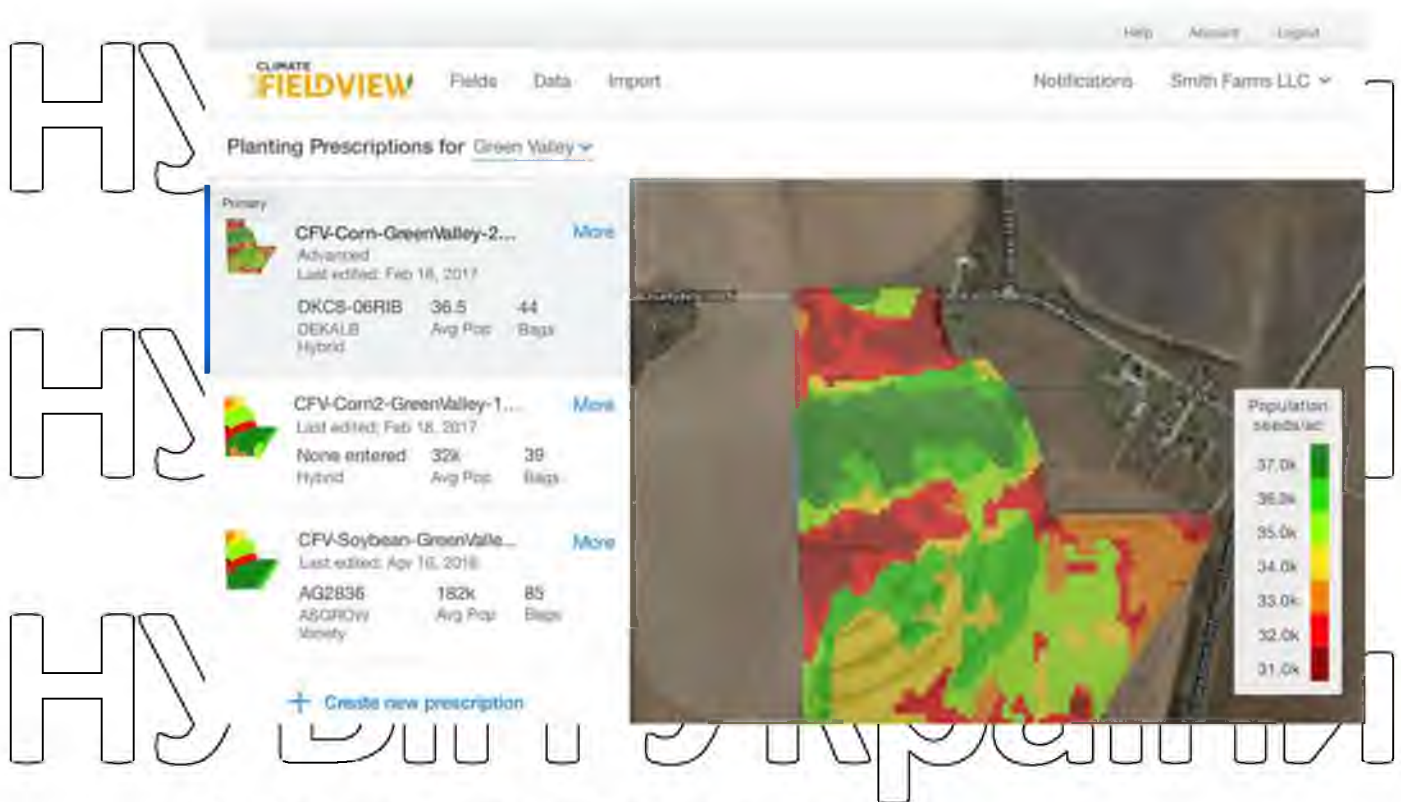 Help Account Logout
CLIMATE
FIELDVIEW Fields Data Import Notifications Smith Farms LLC
Planting Prescriptions for Green Valley
Primary
CFV-Corn-GreenValley-2... More
Advanced
Last edited: Feb 18, 2017
DKC8-06RIB 36.5 44
DEKALB Avg Pop Bags
Hybrid
CFV-Corn2-GreenValley-1... More
Last edited: Feb 18, 2017
None entered 32k 39
Hybrid Avg Pop Bags
CFV-Soybean-GreenValle... More
Last edited: Apr 16, 2016
AG2836 182k 85
ASGROW Avg Pop Bags
Variety
+ Create new prescription
Population
seeds/ac
37.0k
36.0k
35.0k
34.0k
33.0k
32.0k
31.0k